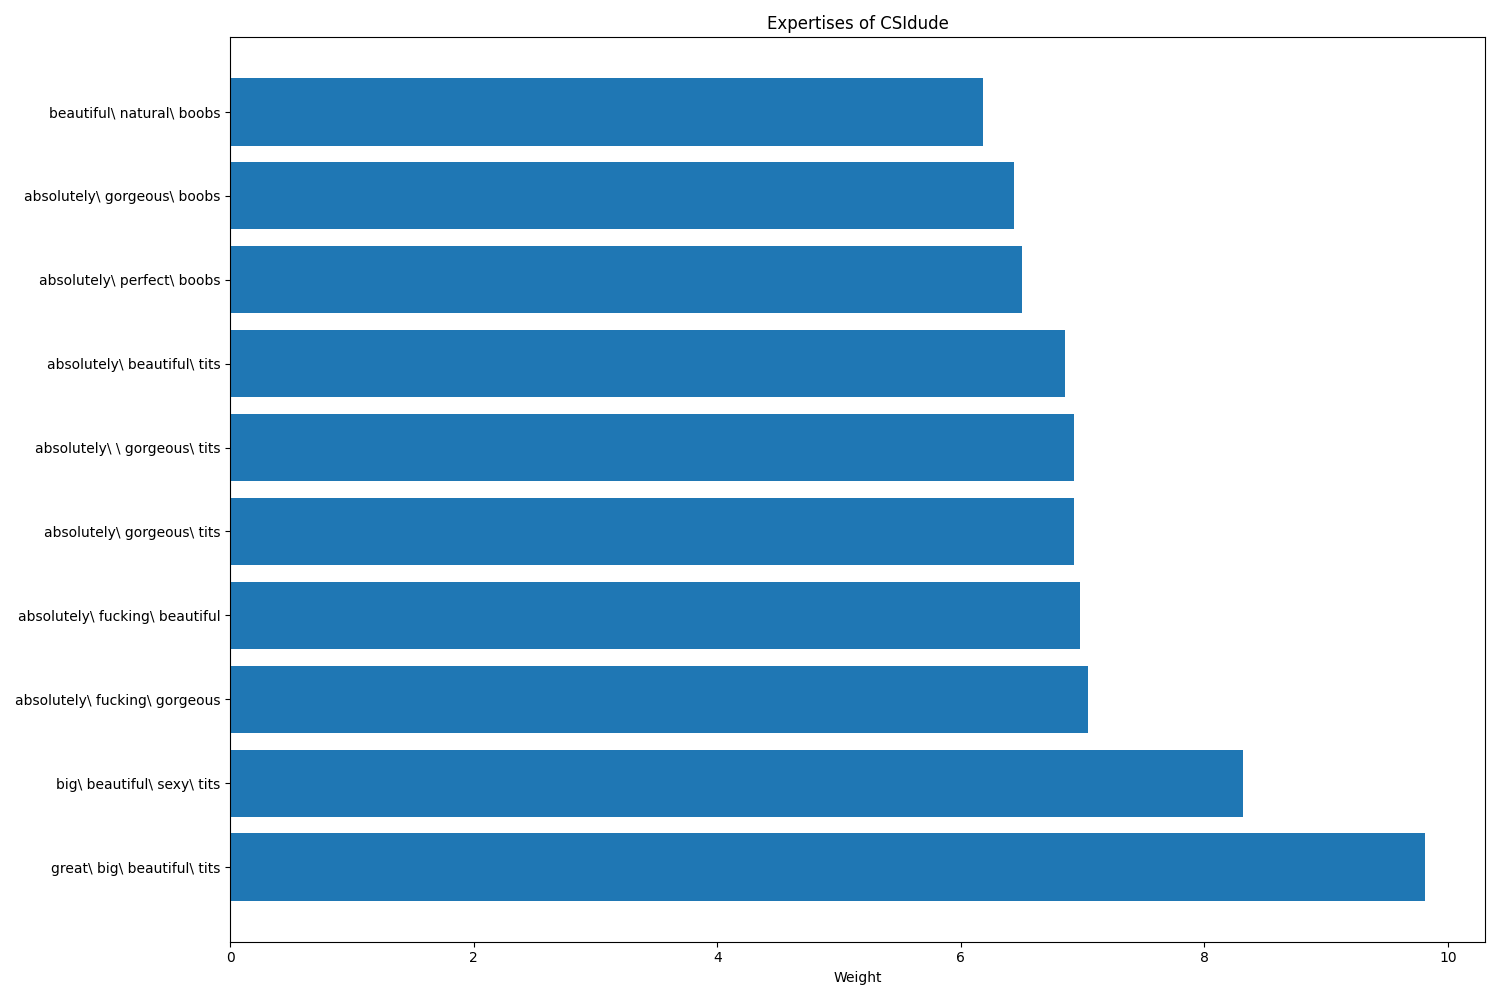 Expertises of CSIdude
beautiful\ natural\ boobs
absolutely\ gorgeous\ boobs
absolutely\ perfect\ boobs
absolutely\ beautiful\ tits
absolutely\ \ gorgeous\ tits
absolutely\ gorgeous\ tits
absolutely\ fucking\ beautiful
absolutely\ fucking\ gorgeous
big\ beautiful\ sexy\ tits
great\ big\ beautiful\ tits
0 2 4 6 8 10
Weight